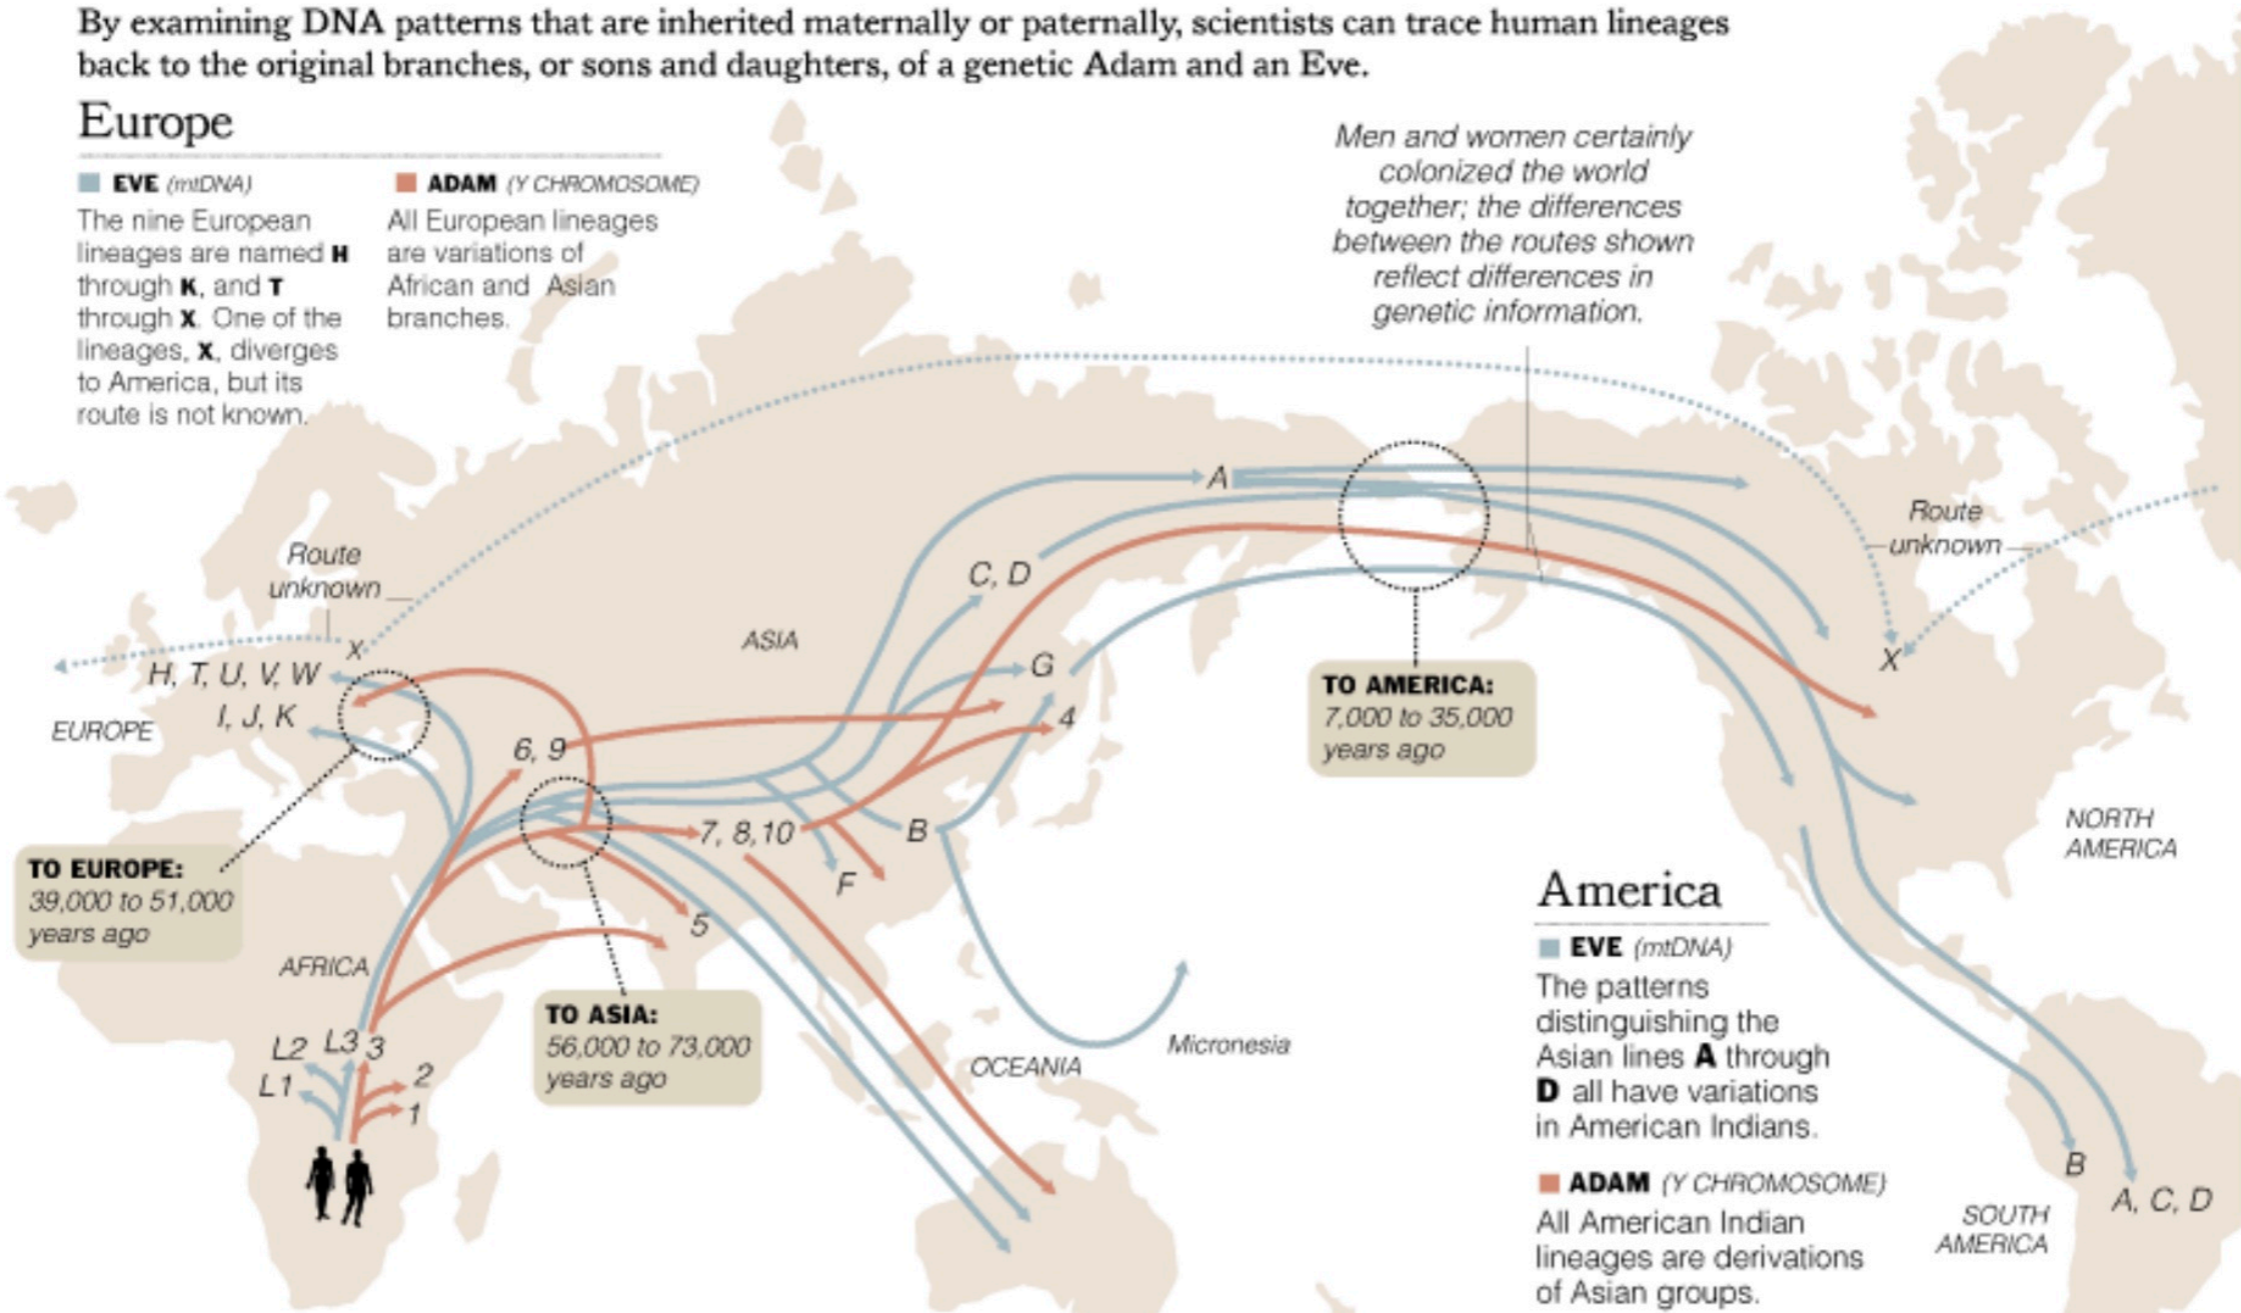 By examining DNA patterns that are inherited maternally or paternally, scientists can trace human lineages
back to the original branches, or sons and daughters, of a genetic Adam and an Eve.
Europe
EVE (mtDNA)
The nine European
lineages are named H
through K, and T
through X. One of the
lineages, X, diverges
to America, but its
route is not known.
ADAM (Y CHROMOSOME)
All European lineages
are variations of
African and Asian
branches.
Men and women certainly
colonized the world
together; the differences
between the routes shown
reflect differences in
genetic information.
Route
unknown
X
H, T, U, V, W
I, J, K
EUROPE
ASIA
A
C, D
G
4
6, 9
7, 8, 10
B
F
5
TO EUROPE:
39,000 to 51,000
years ago
AFRICA
TO ASIA:
56,000 to 73,000
years ago
L2
L3
3
L1
2
1
OCEANIA
Micronesia
TO AMERICA:
7,000 to 35,000
years ago
Route
unknown
X
NORTH
AMERICA
America
EVE (mtDNA)
The patterns
distinguishing the
Asian lines A through
D all have variations
in American Indians.
ADAM (Y CHROMOSOME)
All American Indian
lineages are derivations
of Asian groups.
B
A, C, D
SOUTH
AMERICA